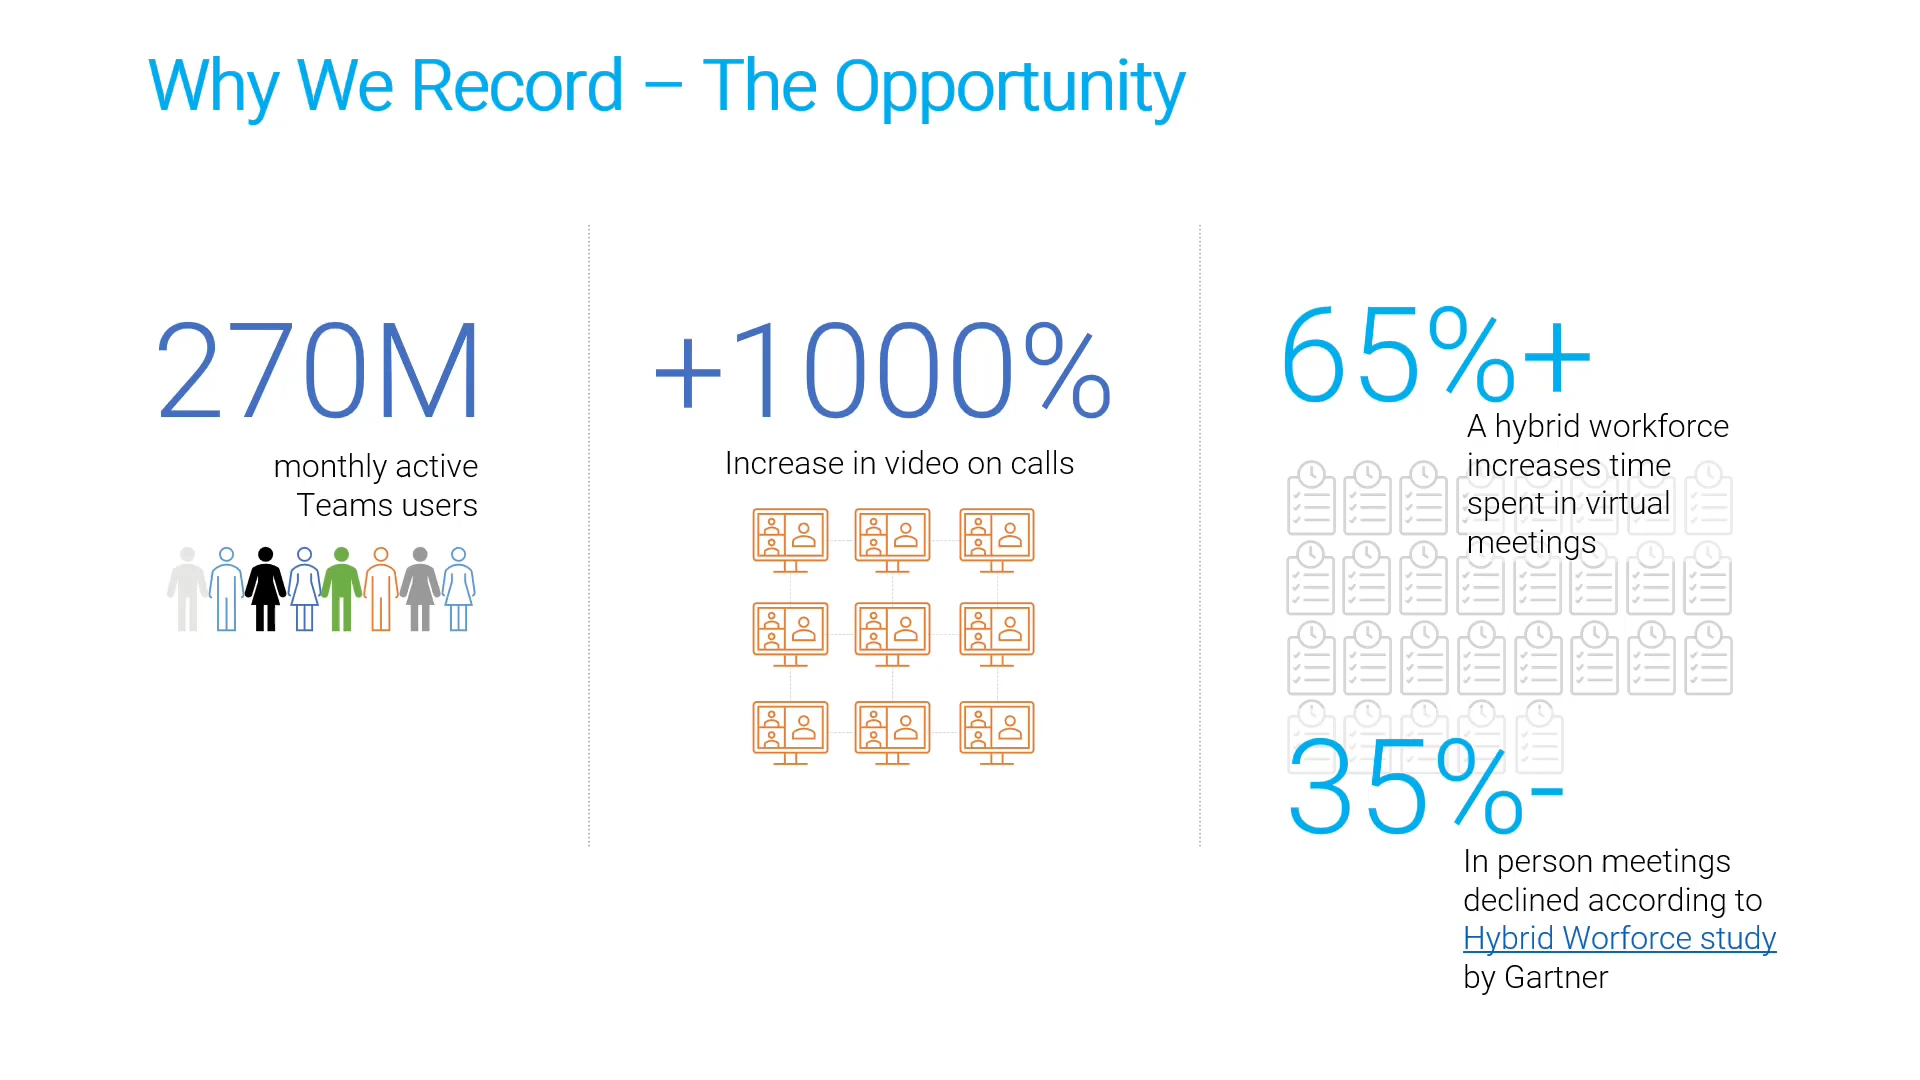 Why We Record – The Opportunity
270M
monthly active
Teams users
+1000%
Increase in video on calls
65%+
A hybrid workforce
increases time
spent in virtual
meetings
35%-
In person meetings
declined according to
Hybrid Worforce study
by Gartner